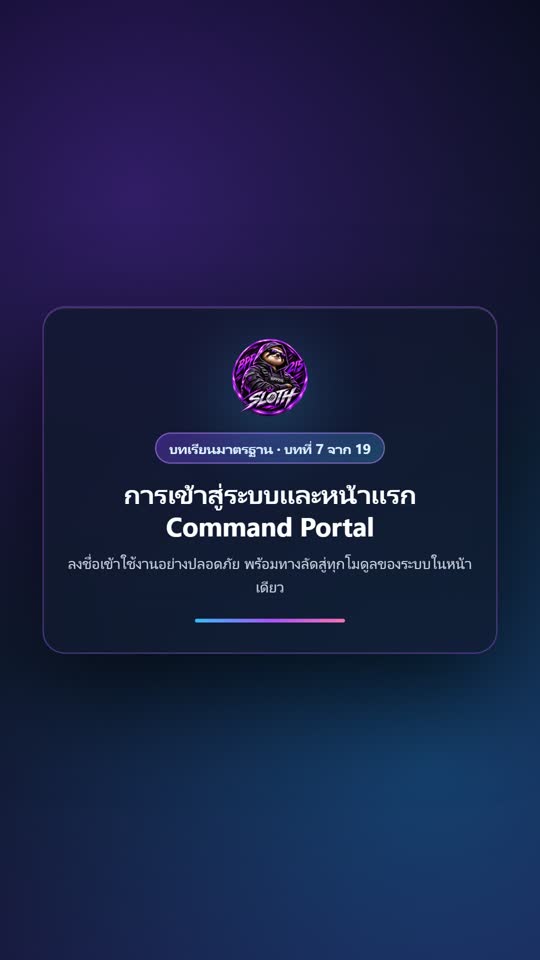 SLOTH
บทเรียนมาตรฐาน · บทที่ 7 จาก 19
การเข้าสู่ระบบและหน้าแรก
Command Portal
ลงชื่อเข้าใช้งานอย่างปลอดภัย พร้อมทางลัดสู่ทุกโมดูลของระบบในหน้า
เดียว